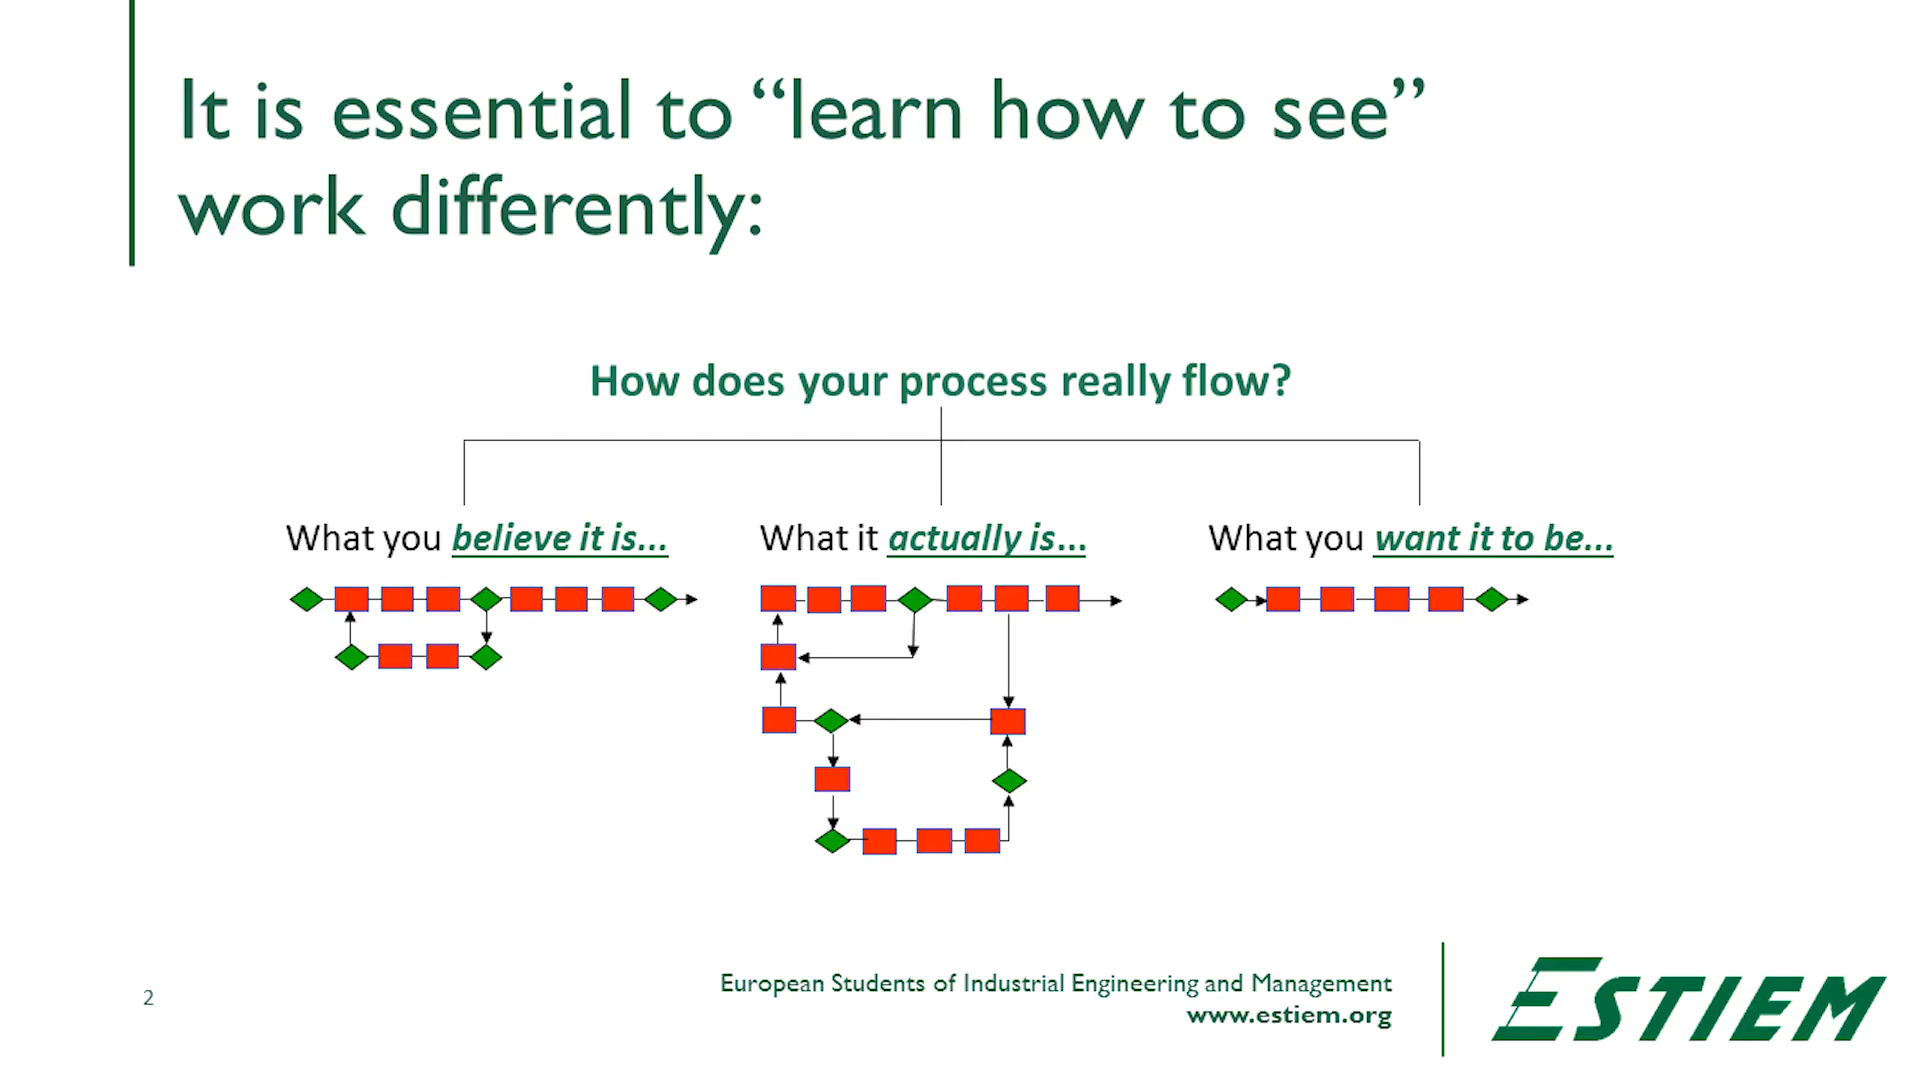 It is essential to “learn how to see”
work differently:
How does your process really flow?
What you believe it is...
What it actually is...
What you want it to be...
2
European Students of Industrial Engineering and Management
www.estiem.org
ESTIEM